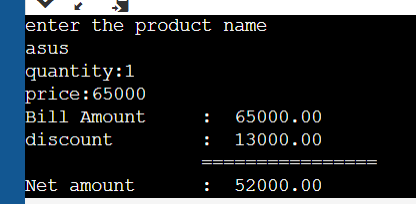 enter the product name
asus
quantity:1
price:65000
Bill Amount : 65000.00
discount : 13000.00
================
Net amount : 52000.00